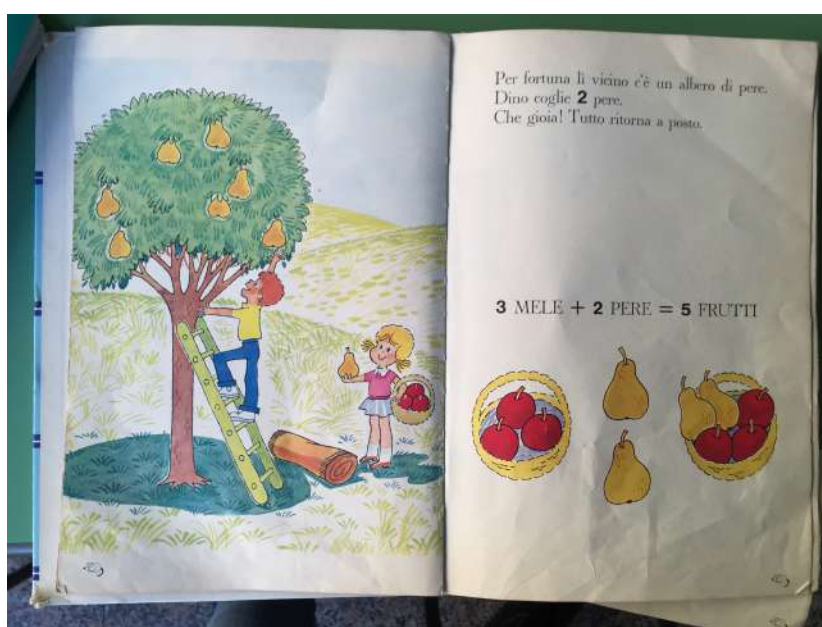 Per fortuna lì vicino c'è un albero di pere.
Dino coglie 2 pere.
Che gioia! Tutto ritorna a posto.
3 MELE + 2 PERE = 5 FRUTTI